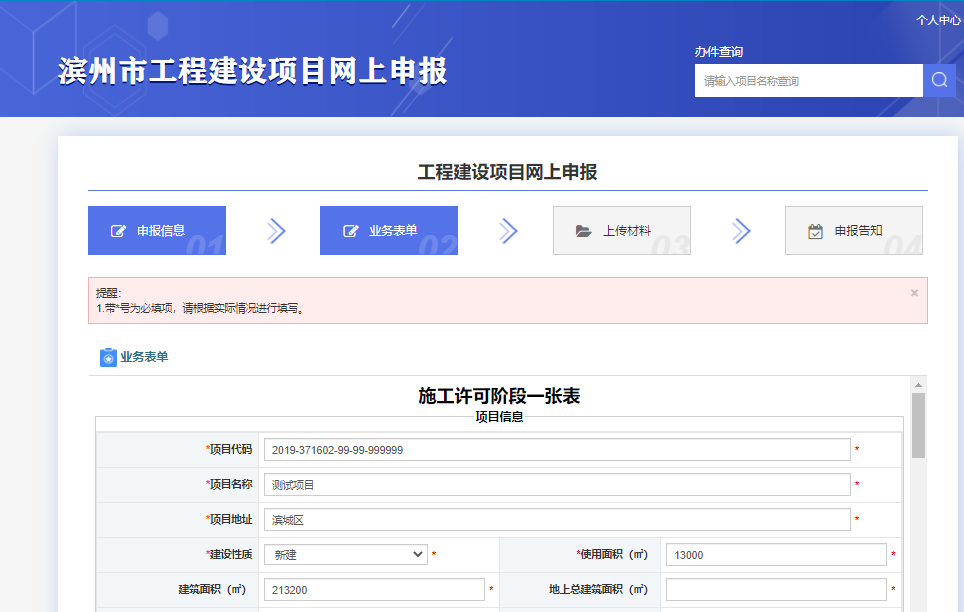 个人中心
滨州市工程建设项目网上申报
办件查询
请输入项目名称查询
工程建设项目网上申报
申报信息 01
业务表单 02
上传材料 03
申报告知 04
提醒: ×
1.带*号为必填项，请根据实际情况进行填写。
业务表单
施工许可阶段一张表
项目信息
*项目代码 2019-371602-99-99-999999 *
*项目名称 测试项目 *
*项目地址 滨城区 *
*建设性质 新建 * *使用面积（㎡） 13000 *
建筑面积（㎡） 213200 * 地上总建筑面积（㎡） *